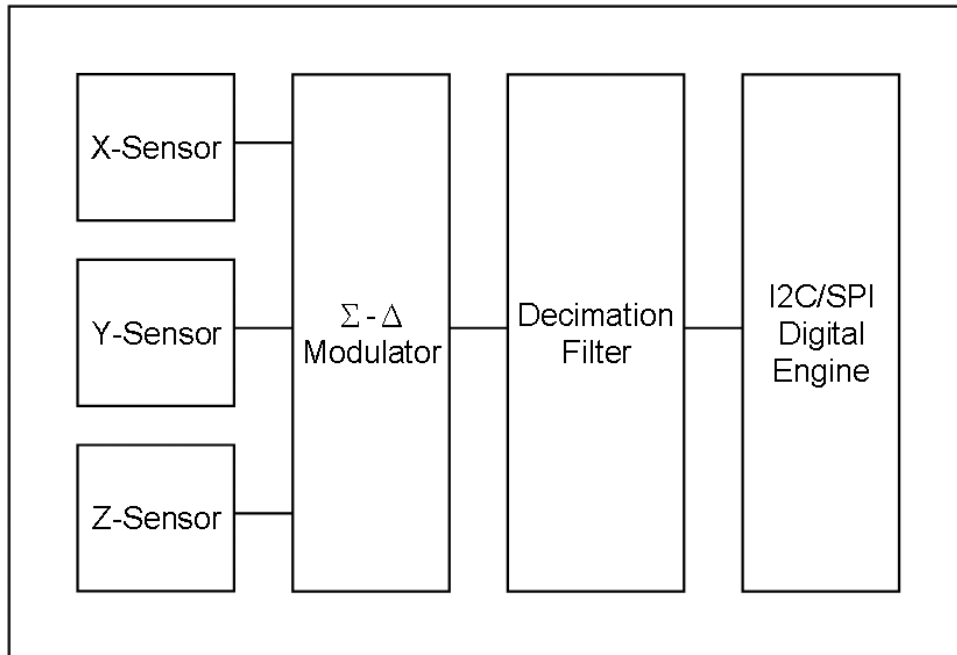 X-Sensor
Y-Sensor
Z-Sensor
Σ-Δ
Modulator
Decimation
Filter
I2C/SPI
Digital
Engine